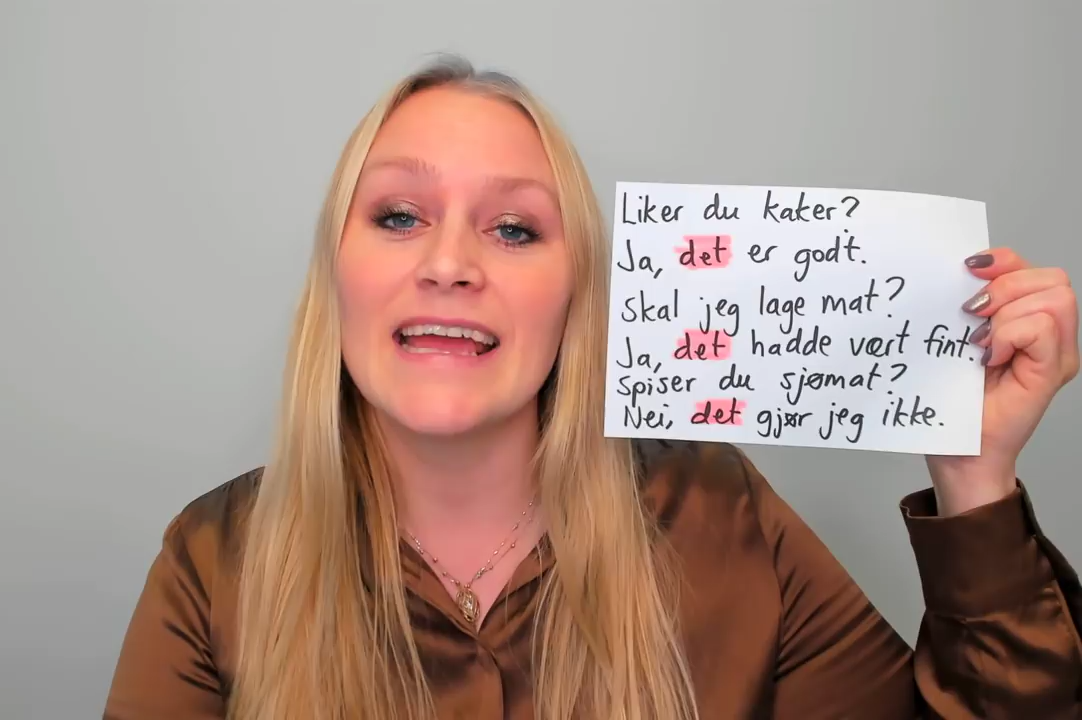 Liker du kaker?
Ja, det er godt.
Skal jeg lage mat?
Ja, det hadde vært fint.
Spiser du sjømat?
Nei, det gjør jeg ikke.